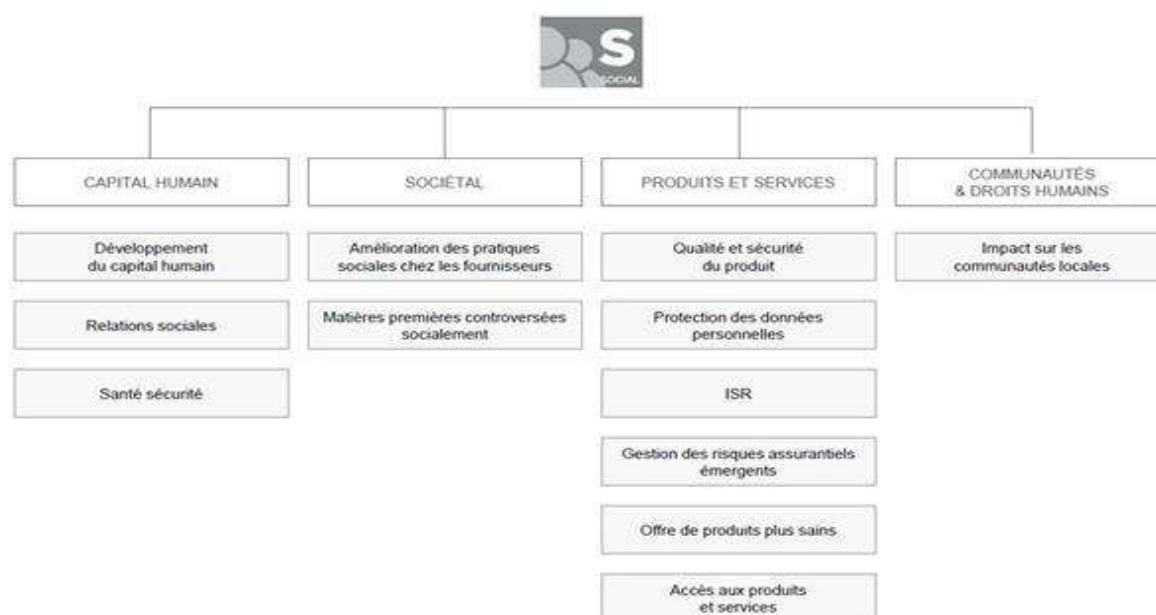 S
SOCIAL
CAPITAL HUMAIN
Développement
du capital humain
Relations sociales
Santé sécurité
SOCIÉTAL
Amélioration des pratiques
sociales chez les fournisseurs
Matières premières controversées
socialement
PRODUITS ET SERVICES
Qualité et sécurité
du produit
Protection des données
personnelles
ISR
Gestion des risques assurantiels
émergents
Offre de produits plus sains
Accès aux produits
et services
COMMUNAUTÉS
& DROITS HUMAINS
Impact sur les
communautés locales